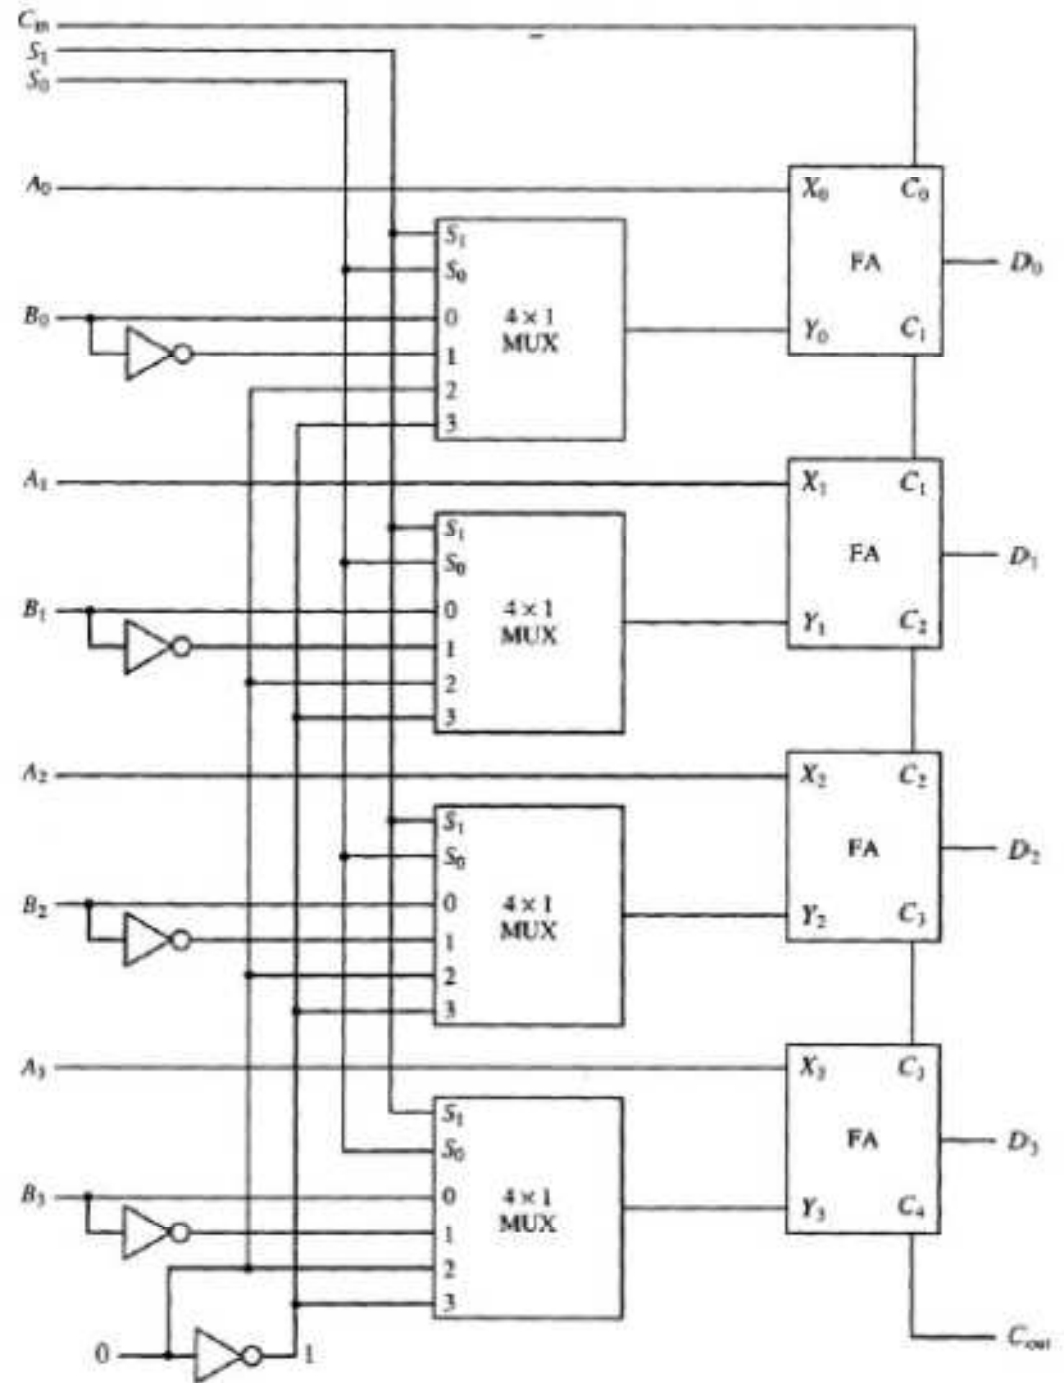 C_in
S₁
S₀
A₀
X₀ C₀
S₁
S₀
FA
D₀
B₀
0
4 × 1
MUX
Y₀ C₁
1
2
3
A₁
X₁ C₁
S₁
S₀
FA
D₁
B₁
0
4 × 1
MUX
Y₁ C₂
1
2
3
A₂
X₂ C₂
S₁
S₀
FA
D₂
B₂
0
4 × 1
MUX
Y₂ C₃
1
2
3
A₃
X₃ C₃
S₁
S₀
FA
D₃
B₃
0
4 × 1
MUX
Y₃ C₄
1
2
3
0
1
C_out